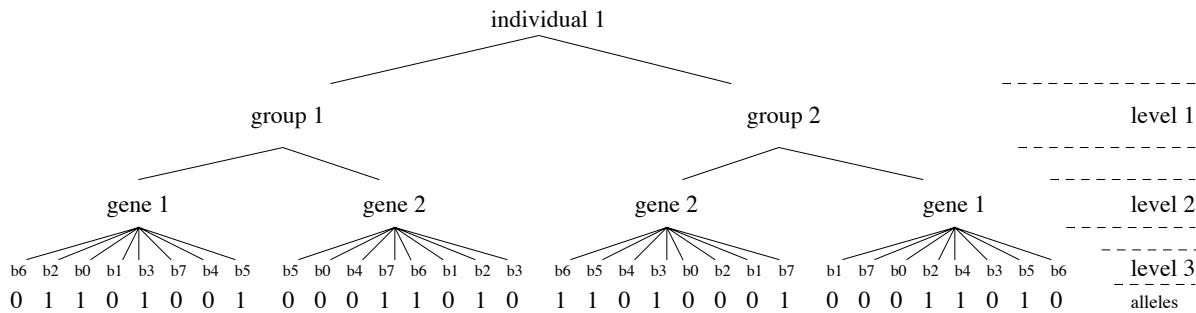 individual 1
group 1 group 2 level 1
gene 1 gene 2 gene 2 gene 1 level 2
b6 b2 b0 b1 b3 b7 b4 b5 b5 b0 b4 b7 b6 b1 b2 b3 b6 b5 b4 b3 b0 b2 b1 b7 b1 b7 b0 b2 b4 b3 b5 b6 level 3
0 1 1 0 1 0 0 1 0 0 0 1 1 0 1 0 1 1 0 1 0 0 0 1 0 0 0 1 1 0 1 0 alleles